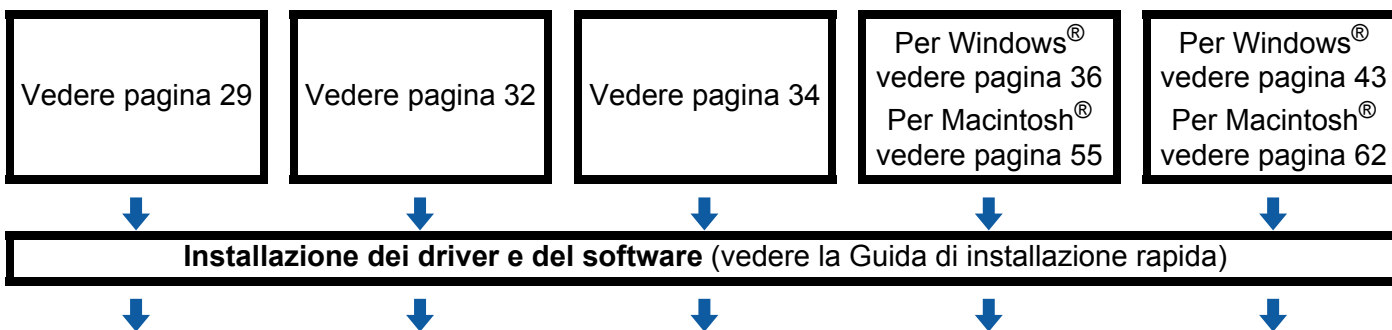 Vedere pagina 29
Vedere pagina 32
Vedere pagina 34
Per Windows®
vedere pagina 36
Per Macintosh®
vedere pagina 55
Per Windows®
vedere pagina 43
Per Macintosh®
vedere pagina 62
Installazione dei driver e del software (vedere la Guida di installazione rapida)